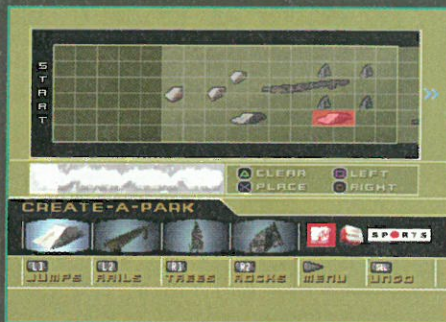 START
CLEAR LEFT
PLACE RIGHT
CREATE-A-PARK
MTV SPORTS
L1 L2 R1 R2 SEL
JUMPS RAILS TREES ROCKS MENU UNDO